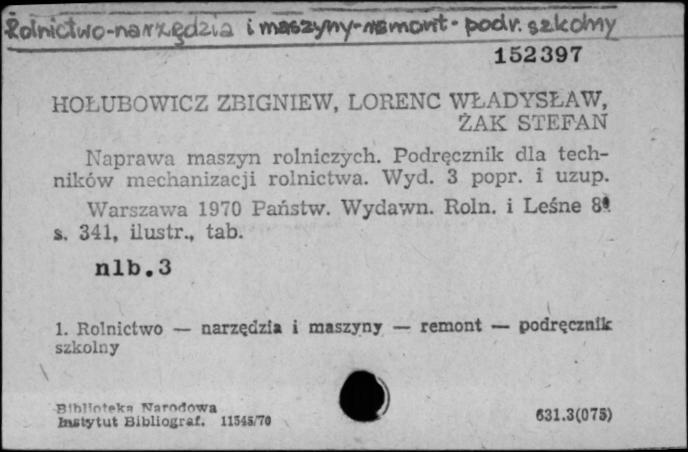 Rolnictwo-narzędzia i maszyny-remont-podr. szkolny
152397
HOŁUBOWICZ ZBIGNIEW, LORENC WŁADYSŁAW,
ŻAK STEFAN
Naprawa maszyn rolniczych. Podręcznik dla tech-
ników mechanizacji rolnictwa. Wyd. 3 popr. i uzup.
Warszawa 1970 Państw. Wydawn. Roln. i Leśne 8°
s. 341, ilustr., tab.
nlb.3
1. Rolnictwo — narzędzia i maszyny — remont — podręcznik
szkolny
Biblioteka Narodowa
Instytut Bibliograf. 11545/70
631.3(075)